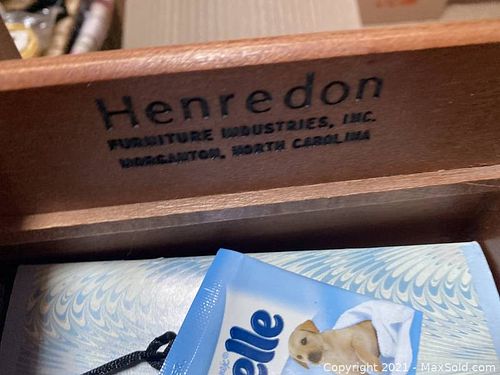 Henredon
FURNITURE INDUSTRIES, INC.
MORGANTON, NORTH CAROLINA
elle
Copyright © 2021 - MaxSold.com